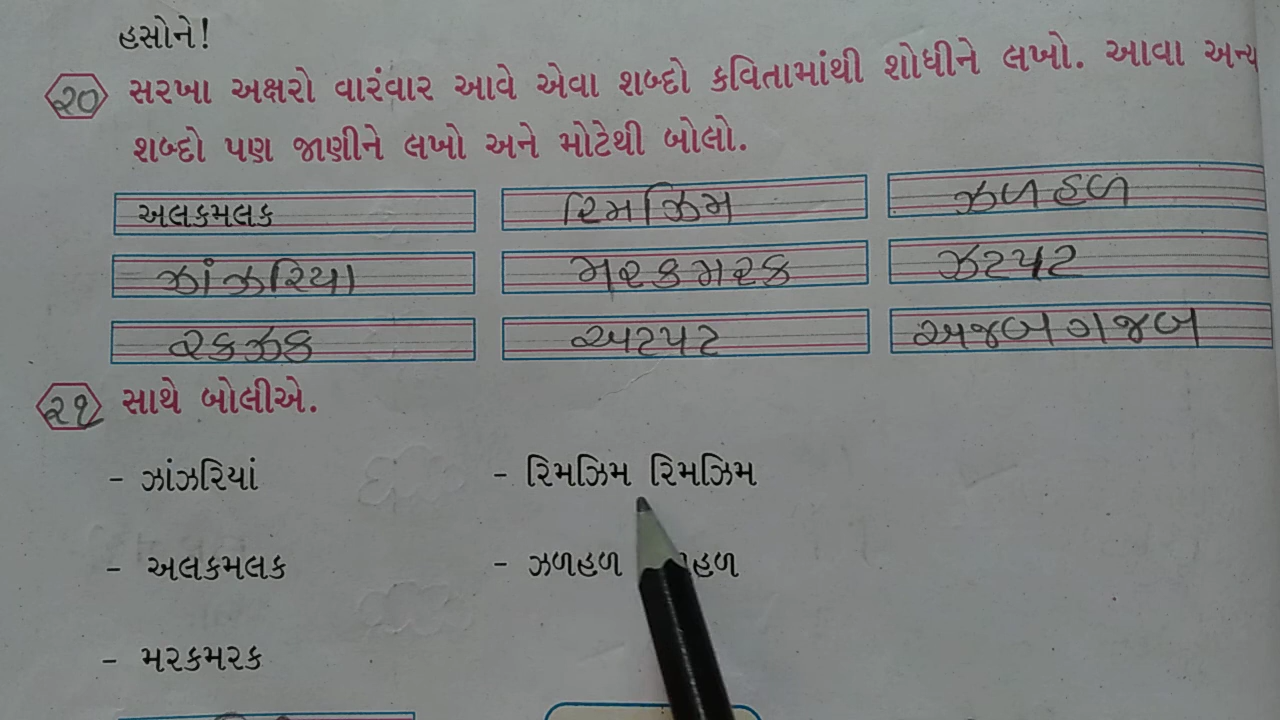 હસોને!
૨૦ સરખા અક્ષરો વારંવાર આવે એવા શબ્દો કવિતામાંથી શોધીને લખો. આવા અન્ય
શબ્દો પણ જાણીને લખો અને મોટેથી બોલો.
અલકમલક રિમઝિમ ઝળહળ
ઝાંઝરિયા મરકમરક ઝટપટ
રકઝક અટપટ અજબગજબ
૨૧ સાથે બોલીએ.
- ઝાંઝરિયાં - રિમઝિમ રિમઝિમ
- અલકમલક - ઝળહળ
- મરકમરક